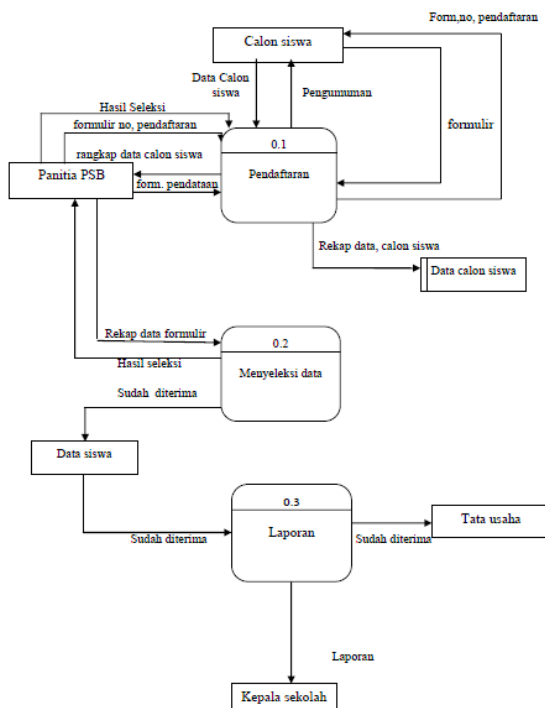 Form,no, pendaftaran
Calon siswa
Data Calon
siswa
Pengumuman
Hasil Seleksi
formulir no, pendaftaran
formulir
0.1
rangkap data calon siswa
Panitia PSB
Pendaftaran
form. pendataan
Rekap data, calon siswa
Data calon siswa
Rekap data formulir
0.2
Hasil seleksi
Menyeleksi data
Sudah diterima
Data siswa
0.3
Laporan
Tata usaha
Sudah diterima
Sudah diterima
Laporan
Kepala sekolah